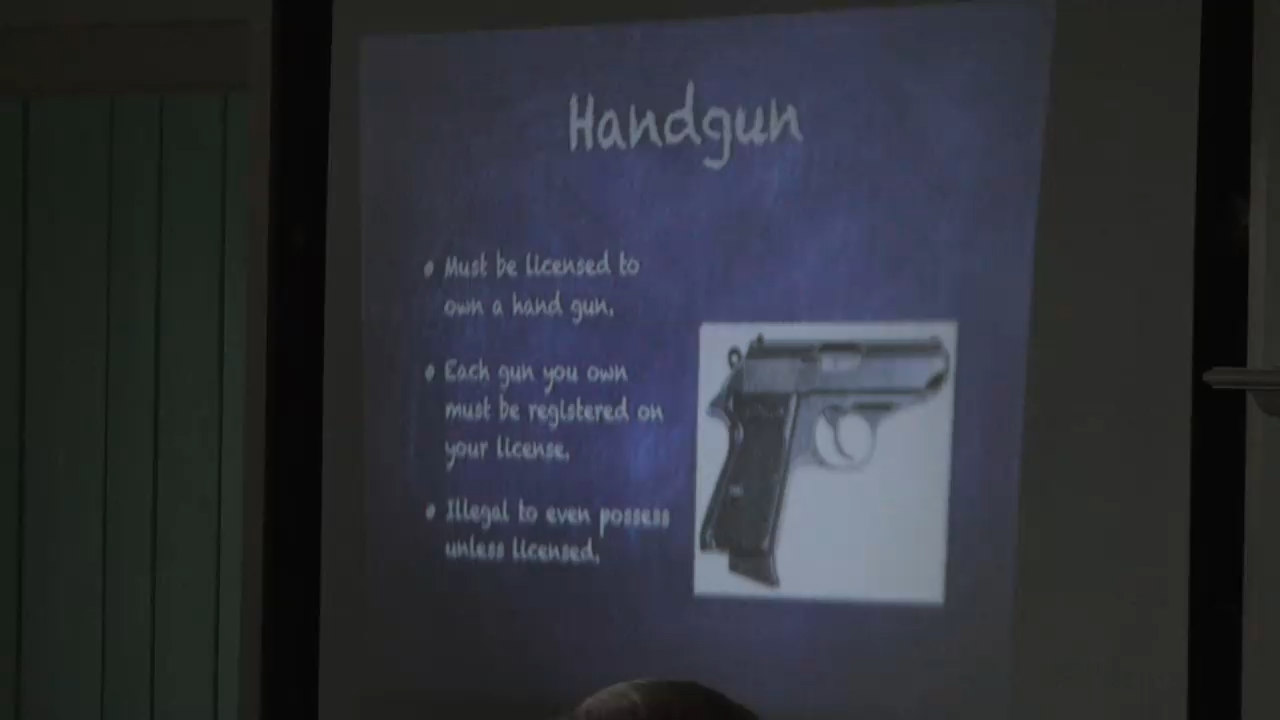 Handgun
• Must be licensed to
own a hand gun.
• Each gun you own
must be registered on
your license.
• Illegal to even possess
unless licensed.